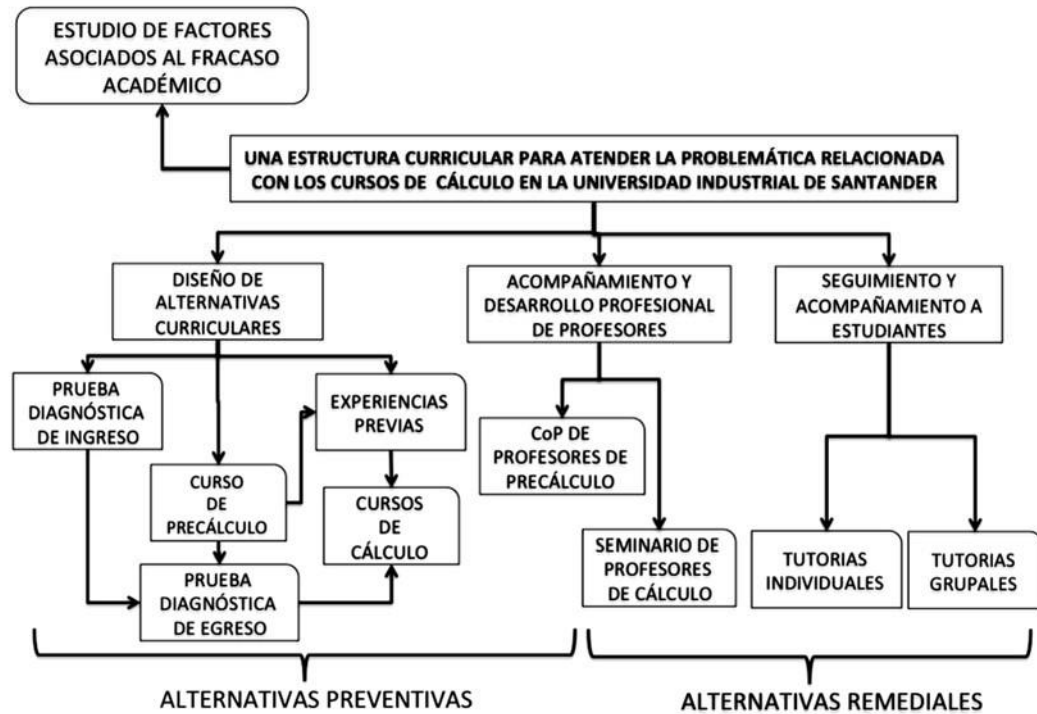 ESTUDIO DE FACTORES
ASOCIADOS AL FRACASO
ACADÉMICO
UNA ESTRUCTURA CURRICULAR PARA ATENDER LA PROBLEMÁTICA RELACIONADA
CON LOS CURSOS DE CÁLCULO EN LA UNIVERSIDAD INDUSTRIAL DE SANTANDER
DISEÑO DE
ALTERNATIVAS
CURRICULARES
ACOMPAÑAMIENTO Y
DESARROLLO PROFESIONAL
DE PROFESORES
SEGUIMIENTO Y
ACOMPAÑAMIENTO A
ESTUDIANTES
PRUEBA
DIAGNÓSTICA
DE INGRESO
EXPERIENCIAS
PREVIAS
CoP DE
PROFESORES DE
PRECÁLCULO
CURSO
DE
PRECÁLCULO
CURSOS
DE
CÁLCULO
PRUEBA
DIAGNÓSTICA
DE EGRESO
SEMINARIO DE
PROFESORES
DE CÁLCULO
TUTORIAS
INDIVIDUALES
TUTORIAS
GRUPALES
ALTERNATIVAS PREVENTIVAS
ALTERNATIVAS REMEDIALES